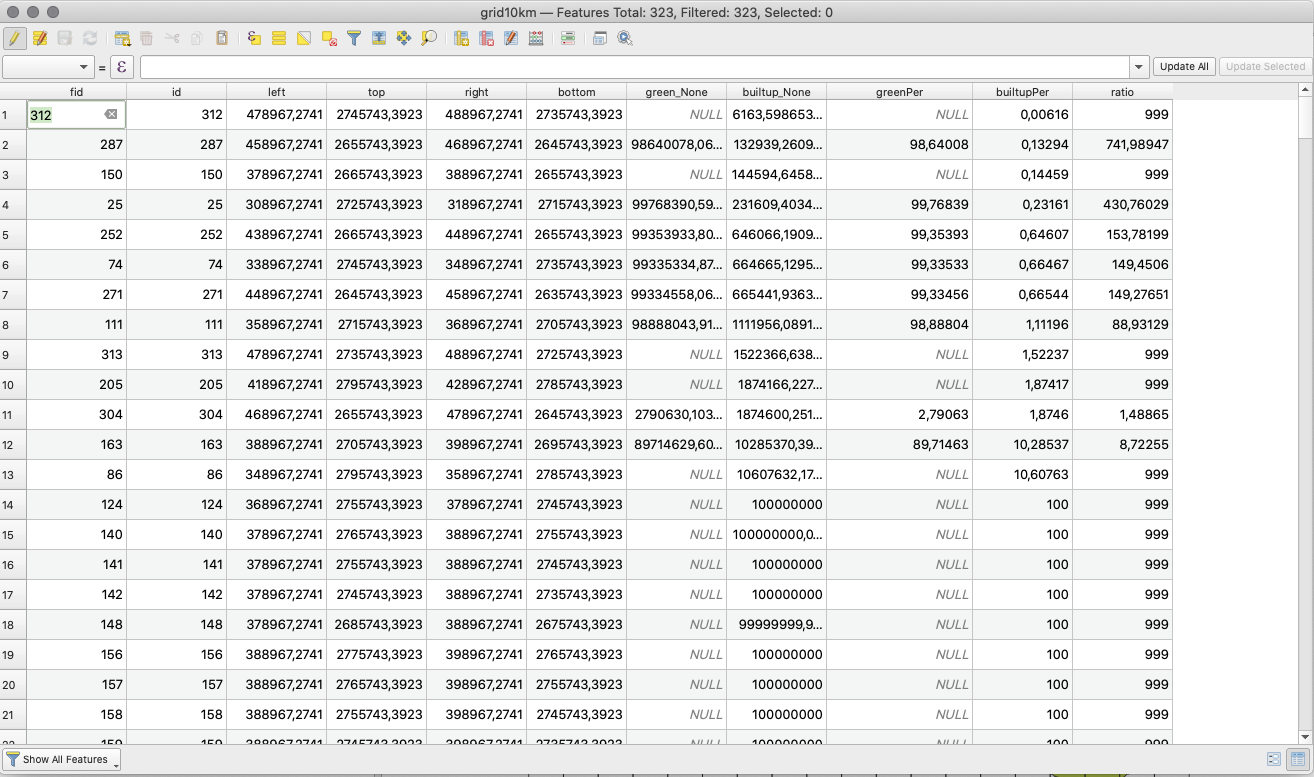 grid10km — Features Total: 323, Filtered: 323, Selected: 0
= ε Update All Update Selected
fid id left top right bottom green_None builtup_None greenPer builtupPer ratio
1 312 312 478967,2741 2745743,3923 488967,2741 2735743,3923 NULL 6163,598653... NULL 0,00616 999
2 287 287 458967,2741 2655743,3923 468967,2741 2645743,3923 98640078,06... 132939,2609... 98,64008 0,13294 741,98947
3 150 150 378967,2741 2665743,3923 388967,2741 2655743,3923 NULL 144594,6458... NULL 0,14459 999
4 25 25 308967,2741 2725743,3923 318967,2741 2715743,3923 99768390,59... 231609,4034... 99,76839 0,23161 430,76029
5 252 252 438967,2741 2665743,3923 448967,2741 2655743,3923 99353933,80... 646066,1909... 99,35393 0,64607 153,78199
6 74 74 338967,2741 2745743,3923 348967,2741 2735743,3923 99335334,87... 664665,1295... 99,33533 0,66467 149,4506
7 271 271 448967,2741 2645743,3923 458967,2741 2635743,3923 99334558,06... 665441,9363... 99,33456 0,66544 149,27651
8 111 111 358967,2741 2715743,3923 368967,2741 2705743,3923 98888043,91... 1111956,0891... 98,88804 1,11196 88,93129
9 313 313 478967,2741 2735743,3923 488967,2741 2725743,3923 NULL 1522366,638... NULL 1,52237 999
10 205 205 418967,2741 2795743,3923 428967,2741 2785743,3923 NULL 1874166,227... NULL 1,87417 999
11 304 304 468967,2741 2655743,3923 478967,2741 2645743,3923 2790630,103... 1874600,251... 2,79063 1,8746 1,48865
12 163 163 388967,2741 2705743,3923 398967,2741 2695743,3923 89714629,60... 10285370,39... 89,71463 10,28537 8,72255
13 86 86 348967,2741 2795743,3923 358967,2741 2785743,3923 NULL 10607632,17... NULL 10,60763 999
14 124 124 368967,2741 2755743,3923 378967,2741 2745743,3923 NULL 100000000 NULL 100 999
15 140 140 378967,2741 2765743,3923 388967,2741 2755743,3923 NULL 100000000,0... NULL 100 999
16 141 141 378967,2741 2755743,3923 388967,2741 2745743,3923 NULL 100000000 NULL 100 999
17 142 142 378967,2741 2745743,3923 388967,2741 2735743,3923 NULL 100000000 NULL 100 999
18 148 148 378967,2741 2685743,3923 388967,2741 2675743,3923 NULL 99999999,9... NULL 100 999
19 156 156 388967,2741 2775743,3923 398967,2741 2765743,3923 NULL 100000000 NULL 100 999
20 157 157 388967,2741 2765743,3923 398967,2741 2755743,3923 NULL 100000000 NULL 100 999
21 158 158 388967,2741 2755743,3923 398967,2741 2745743,3923 NULL 100000000 NULL 100 999
Show All Features